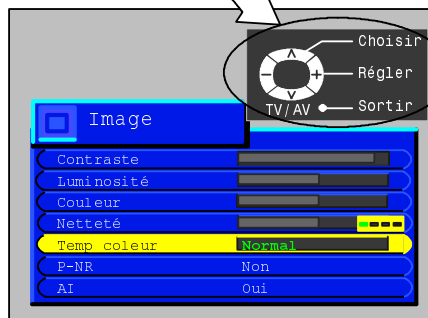 Choisir
Régler
TV/AV Sortir
Image
Contraste
Luminosité
Couleur
Netteté
Temp coleur Normal
P-NR Non
AI Oui